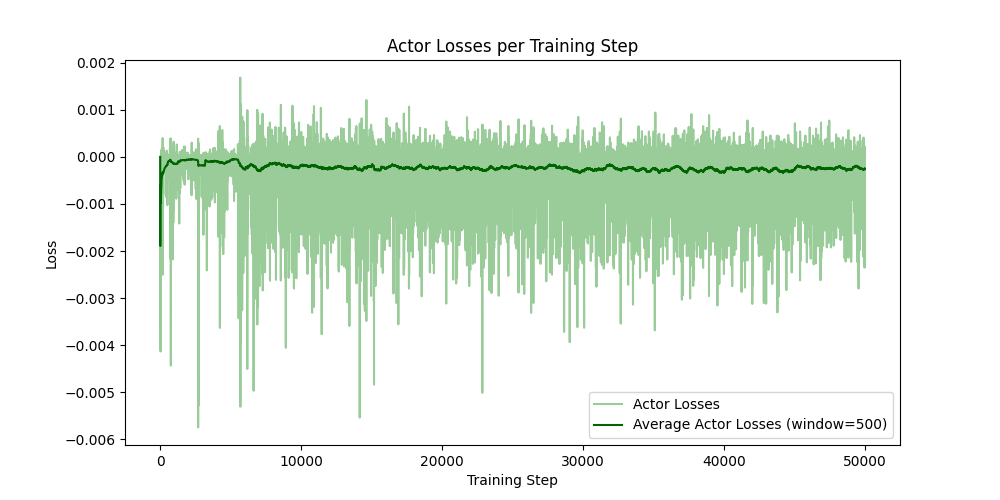 Actor Losses per Training Step
0.002
0.001
0.000
−0.001
−0.002
−0.003
−0.004
−0.005
−0.006
Loss
0 10000 20000 30000 40000 50000
Training Step
Actor Losses
Average Actor Losses (window=500)